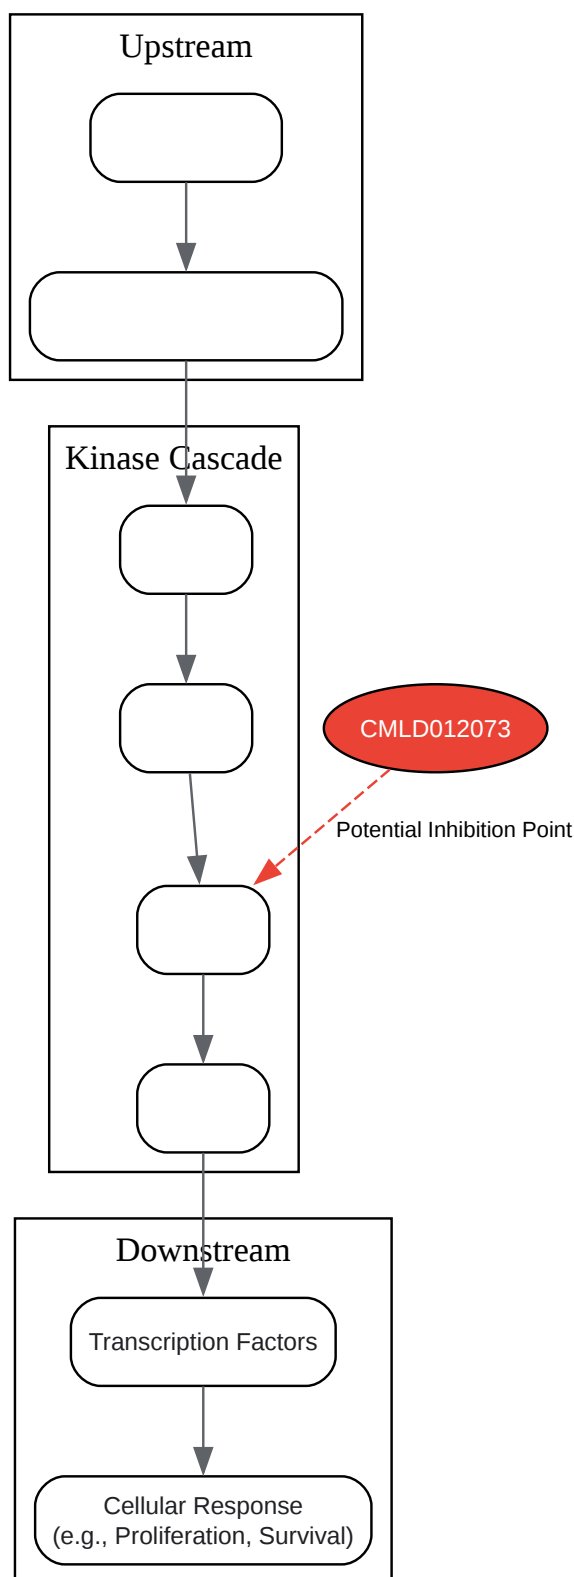 Upstream
Kinase Cascade
CMLD012073
Potential Inhibition Point
Downstream
Transcription Factors
Cellular Response
(e.g., Proliferation, Survival)